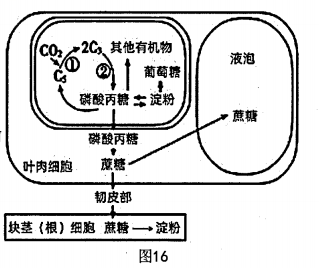 CO₂ 2C₃ 其他有机物
① C₅ ② 葡萄糖
磷酸丙糖 淀粉
液泡
蔗糖
磷酸丙糖
叶肉细胞 蔗糖
韧皮部
块茎（根）细胞 蔗糖 → 淀粉
图16